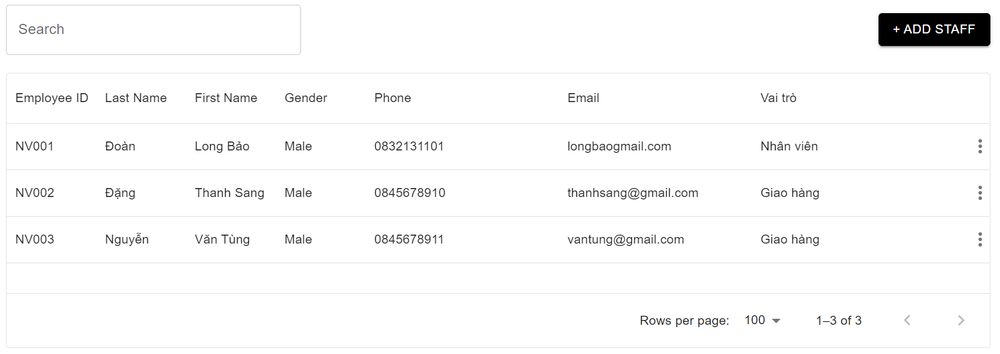 Search
+ ADD STAFF
Employee ID Last Name First Name Gender Phone Email Vai trò
NV001 Đoàn Long Bảo Male 0832131101 longbaogmail.com Nhân viên
NV002 Đặng Thanh Sang Male 0845678910 thanhsang@gmail.com Giao hàng
NV003 Nguyễn Văn Tùng Male 0845678911 vantung@gmail.com Giao hàng
Rows per page: 100 1–3 of 3